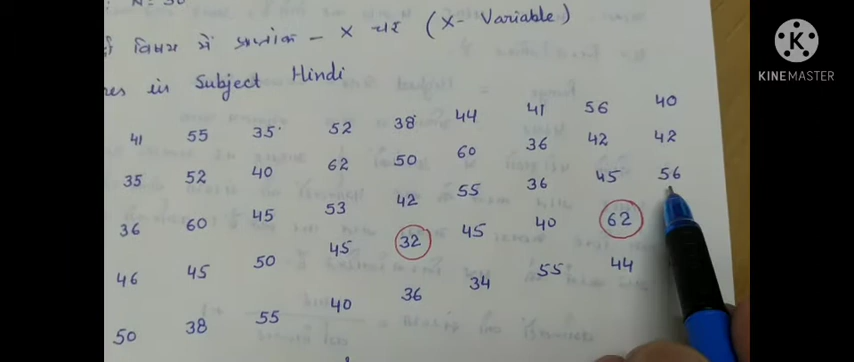 विषय में प्राप्तांक - X चर (X- Variable)
res in Subject Hindi
41 55 35 52 38 44 41 56 40
35 52 40 62 50 60 36 42 42
36 60 45 53 42 55 36 45 56
46 45 50 45 32 45 40 62
50 38 55 40 36 34 55 44
KINEMASTER